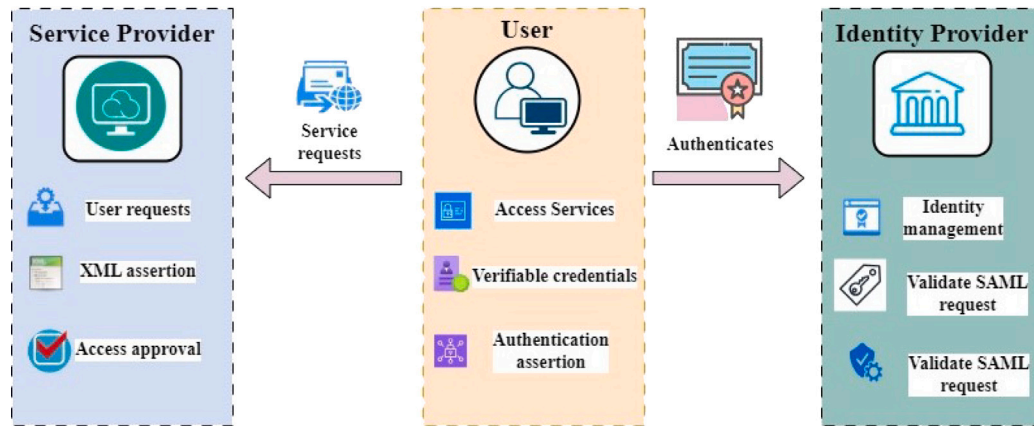 Service Provider
User requests
XML assertion
Access approval
Service
requests
User
Access Services
Verifiable credentials
Authentication
assertion
Authenticates
Identity Provider
Identity
management
Validate SAML
request
Validate SAML
request